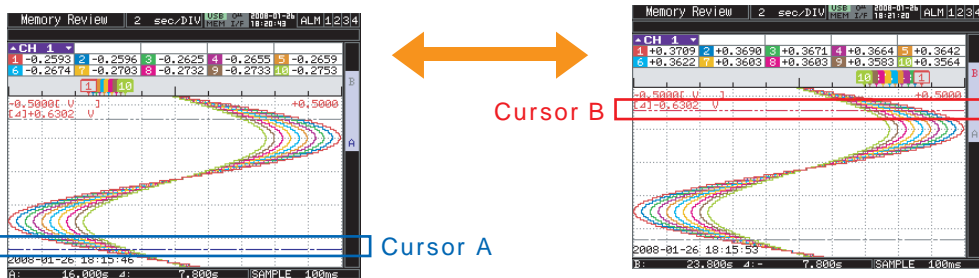 Memory Review 2 sec/DIV USB MEM I/F 2008-01-26 18:20:43 ALM 1 2 3 4
CH 1
1 -0.2593 2 -0.2596 3 -0.2625 4 -0.2655 5 -0.2659
6 -0.2674 7 -0.2703 8 -0.2732 9 -0.2733 10 -0.2753
1 10
B
-0.5000[ V ] +0.5000
[⊿]+0.6302 V
A
2008-01-26 18:15:46
A: 16.000s ⊿: 7.800s SAMPLE 100ms
Cursor A
Cursor B
Memory Review 2 sec/DIV USB MEM I/F 2008-01-26 18:21:20 ALM 1 2 3 4
CH 1
1 +0.3709 2 +0.3690 3 +0.3671 4 +0.3664 5 +0.3642
6 +0.3622 7 +0.3603 8 +0.3603 9 +0.3583 10 +0.3564
10 1
B
-0.5000[ V ] +0.5000
[⊿]-0.6302 V
A
2008-01-26 18:15:53
B: 23.800s ⊿:- 7.800s SAMPLE 100ms